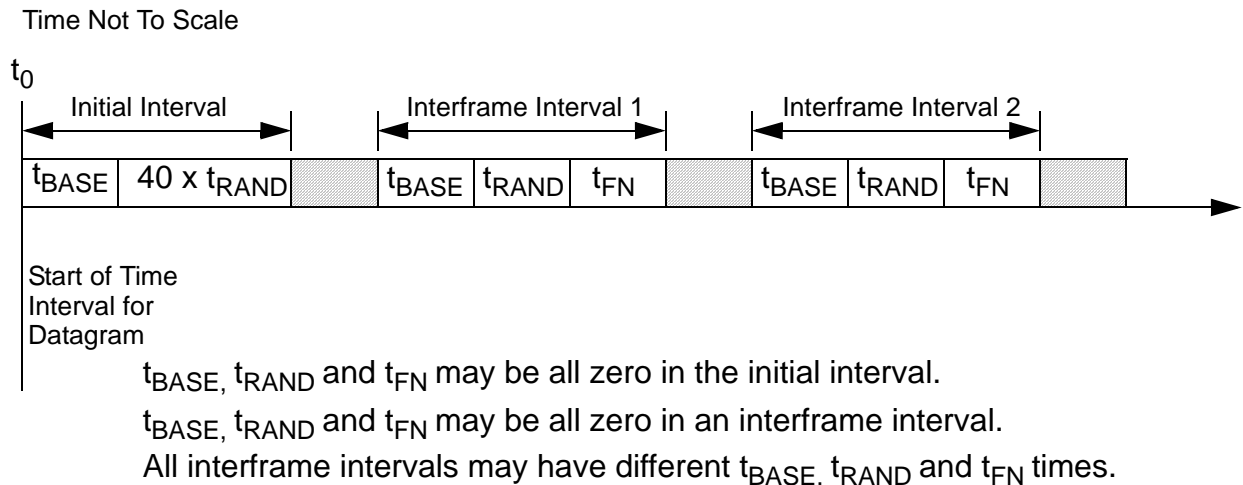 Time Not To Scale
t0
Initial Interval
Interframe Interval 1
Interframe Interval 2
tBASE 40 x tRAND tBASE tRAND tFN tBASE tRAND tFN
Start of Time
Interval for
Datagram
tBASE, tRAND and tFN may be all zero in the initial interval.
tBASE, tRAND and tFN may be all zero in an interframe interval.
All interframe intervals may have different tBASE, tRAND and tFN times.